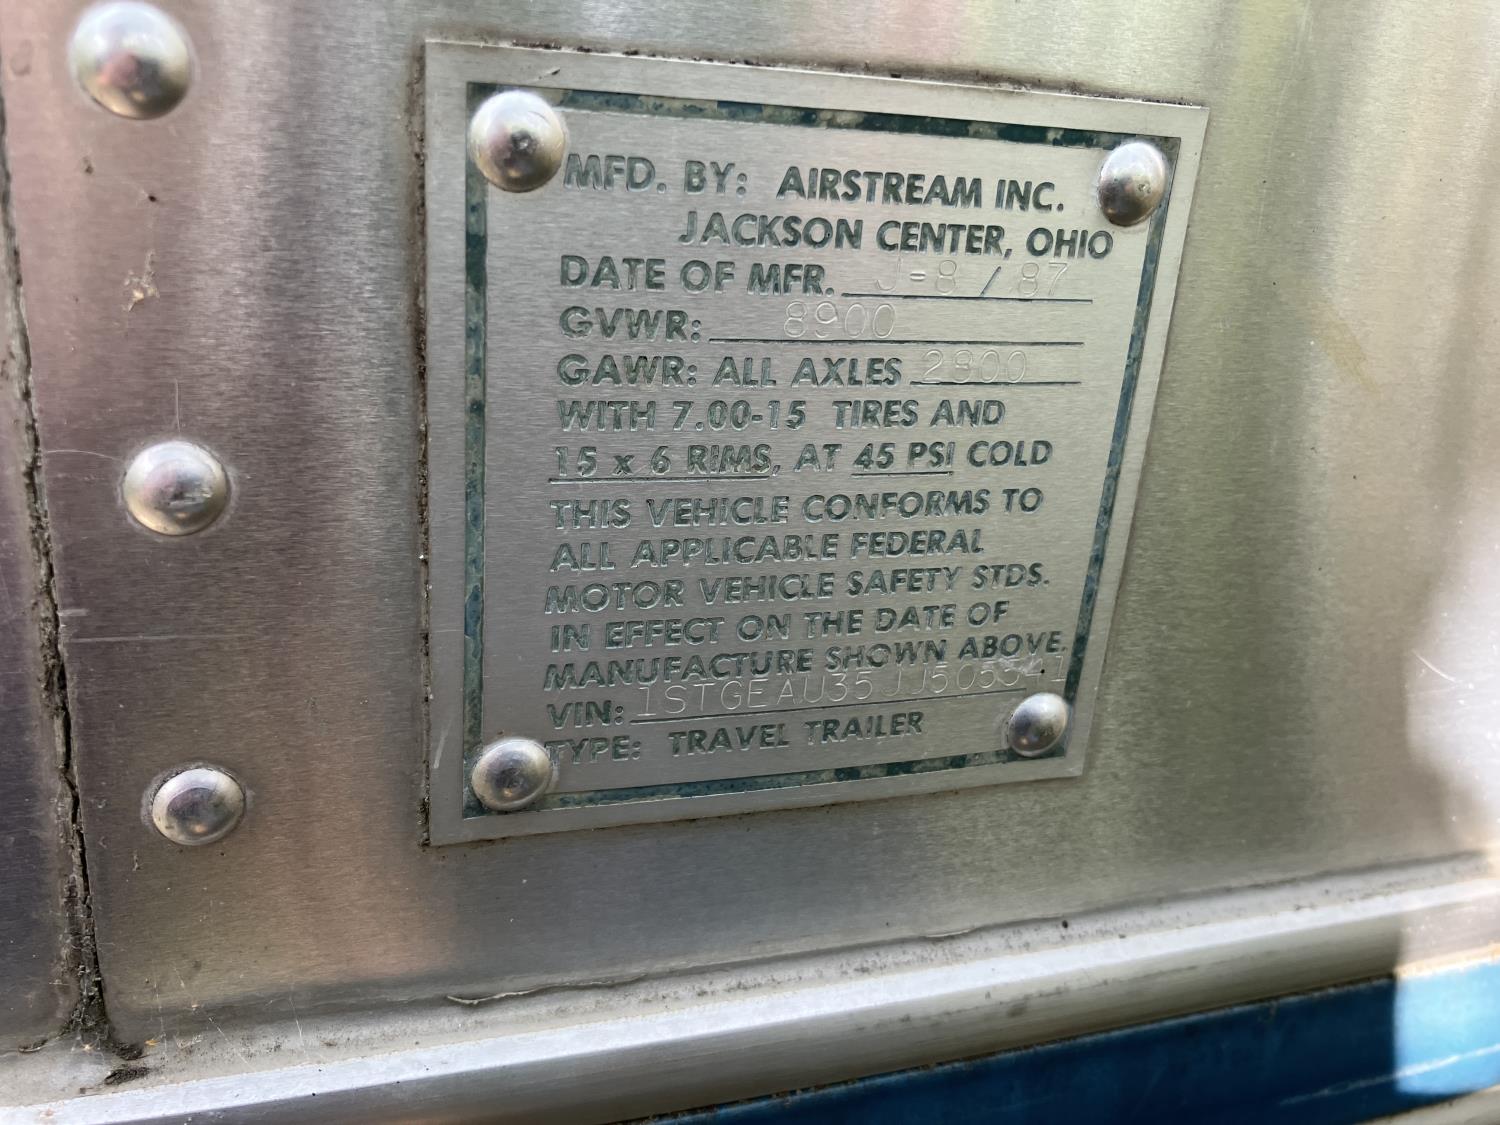 MFD. BY: AIRSTREAM INC.
JACKSON CENTER, OHIO
DATE OF MFR. J-8 / 87
GVWR: 8900
GAWR: ALL AXLES 2900
WITH 7.00-15 TIRES AND
15 x 6 RIMS, AT 45 PSI COLD
THIS VEHICLE CONFORMS TO
ALL APPLICABLE FEDERAL
MOTOR VEHICLE SAFETY STDS.
IN EFFECT ON THE DATE OF
MANUFACTURE SHOWN ABOVE.
VIN: 1STGEAU35JJ505541
TYPE: TRAVEL TRAILER